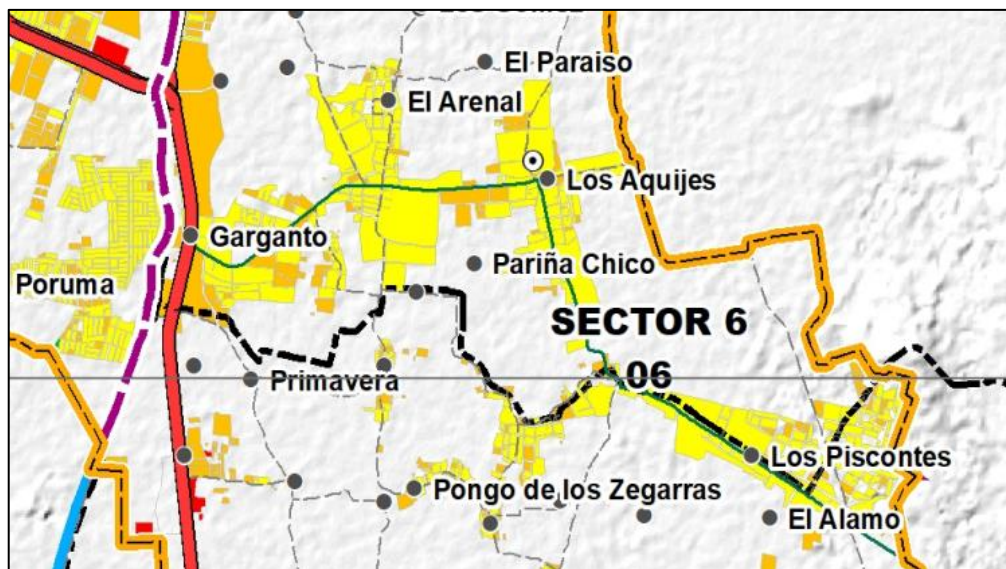 El Paraiso
El Arenal
Los Aquijes
Garganto
Pariña Chico
Poruma
SECTOR 6
06
Primavera
Los Piscontes
Pongo de los Zegarras
El Alamo